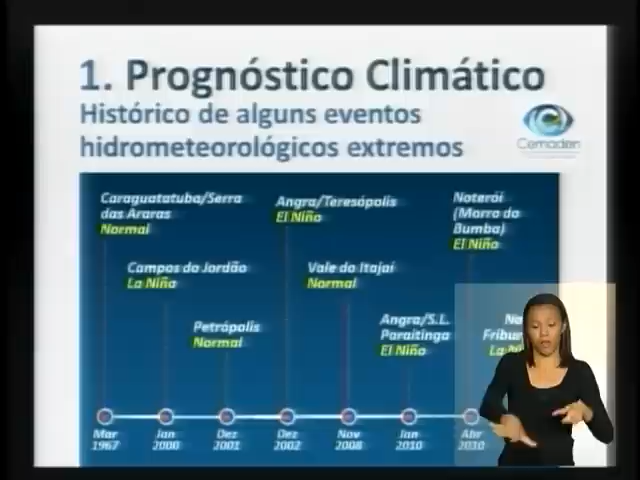 1. Prognóstico Climático
Histórico de alguns eventos
hidrometeorológicos extremos
Cemaden
Caraguatatuba/Serra
das Araras
Normal
Angra/Teresópolis
El Niño
Noterói
(Morro do
Bumba)
El Niño
Campos do Jordão
La Niña
Vale do Itajaí
Normal
Petrópolis
Normal
Angra/S.L.
Paraitinga
El Niño
Mar
1967
Jan
2000
Dez
2001
Dez
2002
Nov
2008
Jan
2010
Abr
2010